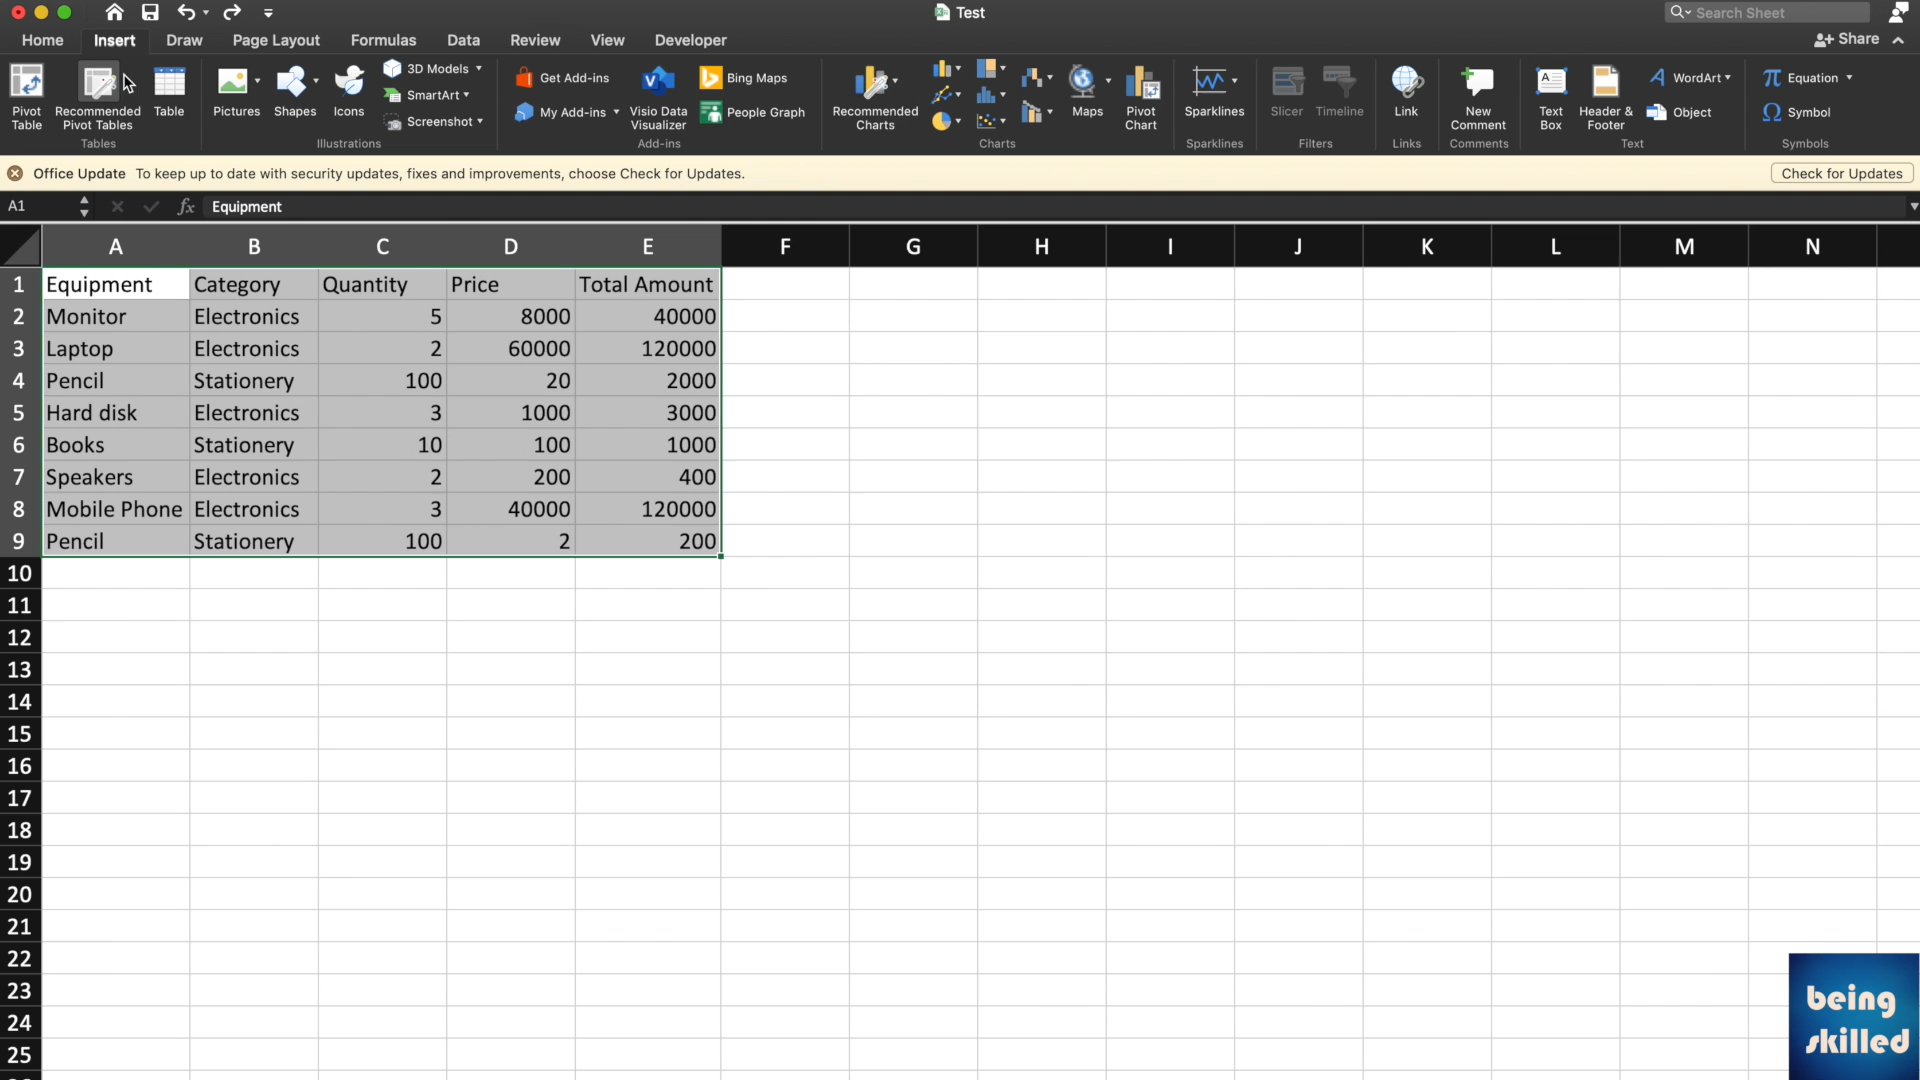 Test
Search Sheet
Home Insert Draw Page Layout Formulas Data Review View Developer Share
Pivot Table
Recommended Pivot Tables
Table
Tables
Pictures
Shapes
Icons
3D Models
SmartArt
Screenshot
Illustrations
Get Add-ins
My Add-ins
Visio Data Visualizer
Bing Maps
People Graph
Add-ins
Recommended Charts
Maps
Pivot Chart
Charts
Sparklines
Sparklines
Slicer
Timeline
Filters
Link
Links
New Comment
Comments
Text Box
Header & Footer
WordArt
Object
Text
Equation
Symbol
Symbols
Office Update To keep up to date with security updates, fixes and improvements, choose Check for Updates. Check for Updates
A1 fx Equipment
A B C D E F G H I J K L M N
1 Equipment Category Quantity Price Total Amount
2 Monitor Electronics 5 8000 40000
3 Laptop Electronics 2 60000 120000
4 Pencil Stationery 100 20 2000
5 Hard disk Electronics 3 1000 3000
6 Books Stationery 10 100 1000
7 Speakers Electronics 2 200 400
8 Mobile Phone Electronics 3 40000 120000
9 Pencil Stationery 100 2 200
10
11
12
13
14
15
16
17
18
19
20
21
22
23
24
25
being
skilled